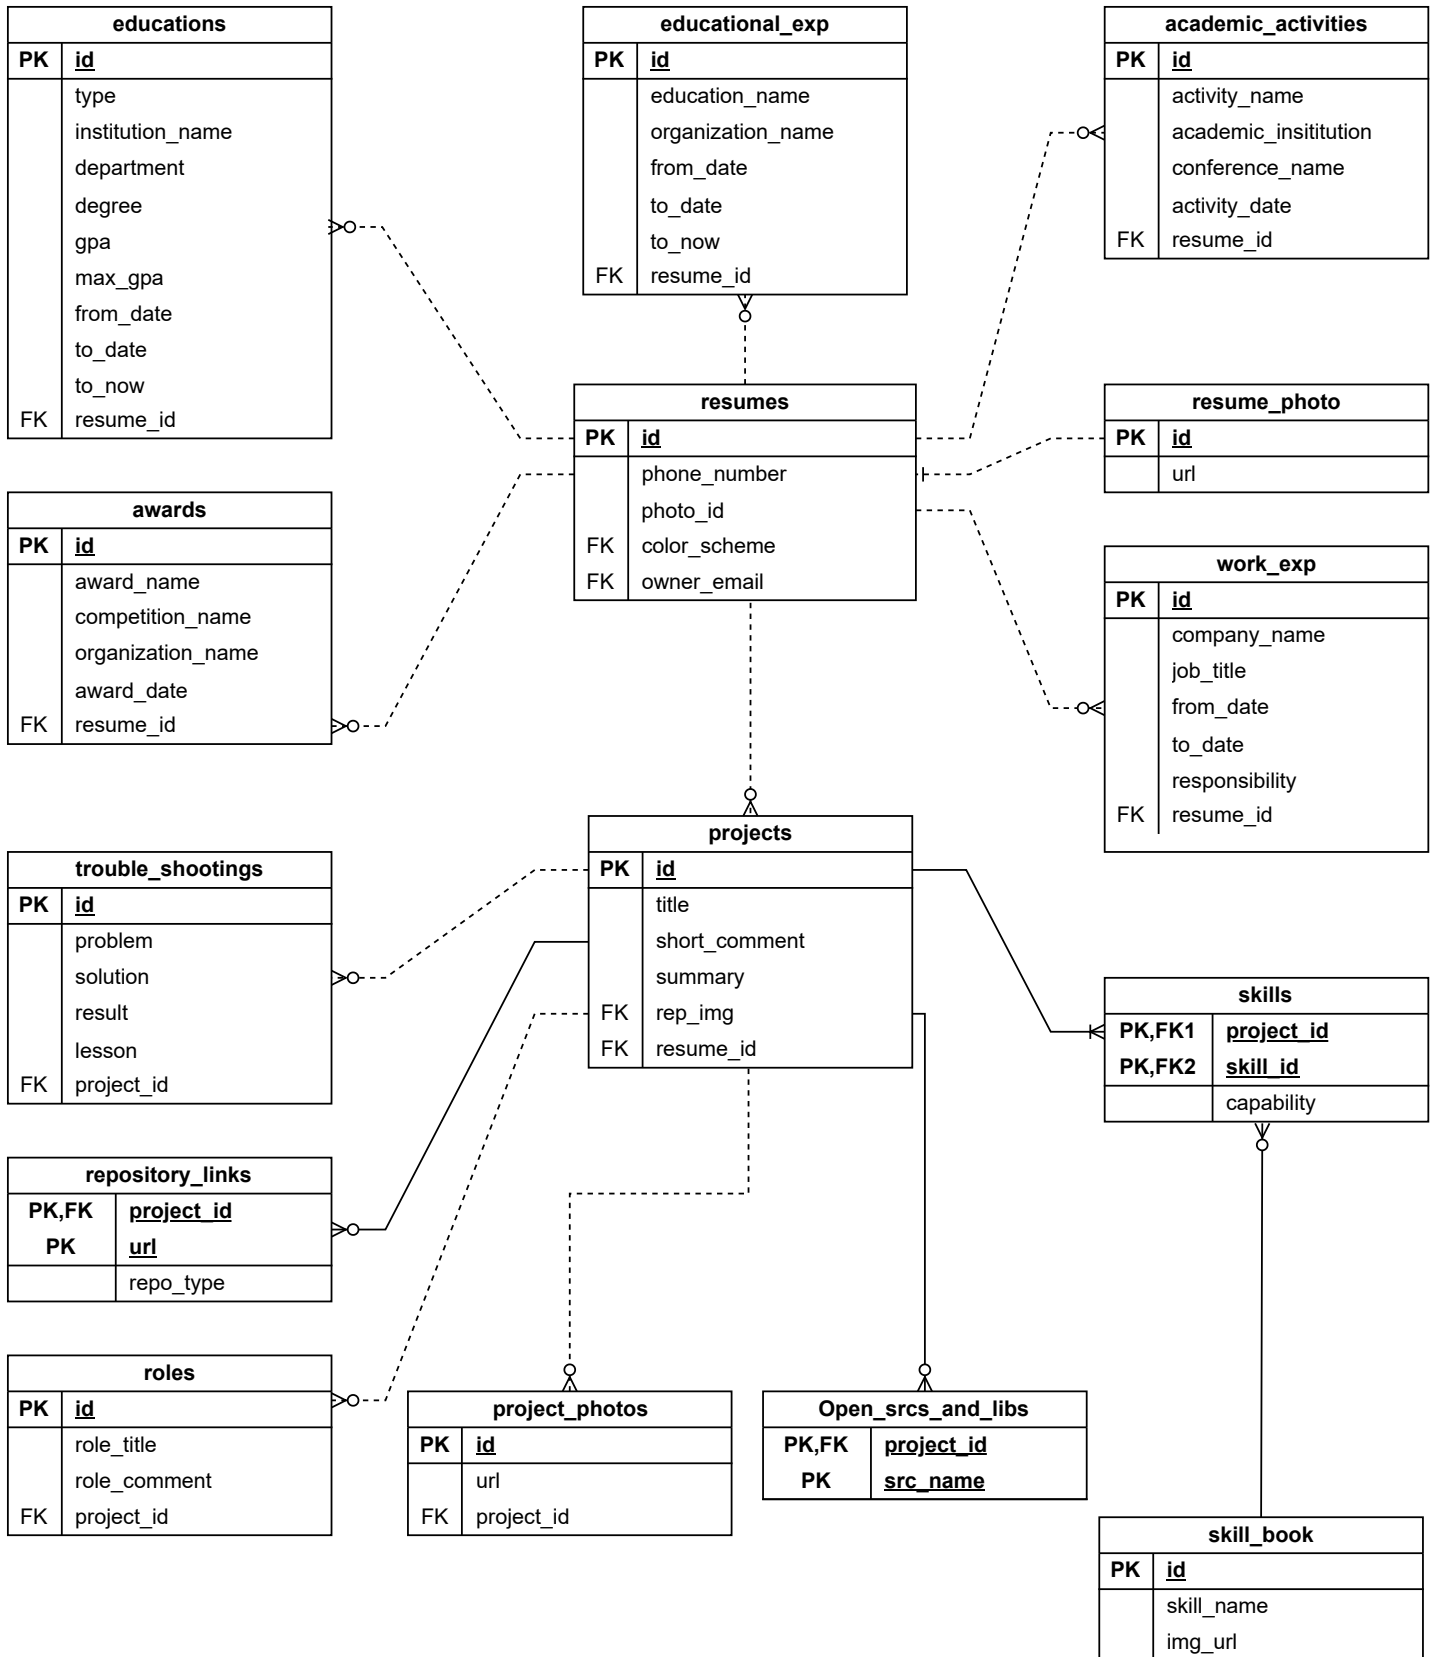 educations
PK id
type
institution_name
department
degree
gpa
max_gpa
from_date
to_date
to_now
FK resume_id
educational_exp
PK id
education_name
organization_name
from_date
to_date
to_now
FK resume_id
academic_activities
PK id
activity_name
academic_insititution
conference_name
activity_date
FK resume_id
resumes
PK id
phone_number
photo_id
FK color_scheme
FK owner_email
resume_photo
PK id
url
awards
PK id
award_name
competition_name
organization_name
award_date
FK resume_id
work_exp
PK id
company_name
job_title
from_date
to_date
responsibility
FK resume_id
projects
PK id
title
short_comment
summary
FK rep_img
FK resume_id
trouble_shootings
PK id
problem
solution
result
lesson
FK project_id
skills
PK,FK1 project_id
PK,FK2 skill_id
capability
repository_links
PK,FK project_id
PK url
repo_type
roles
PK id
role_title
role_comment
FK project_id
project_photos
PK id
url
FK project_id
Open_srcs_and_libs
PK,FK project_id
PK src_name
skill_book
PK id
skill_name
img_url